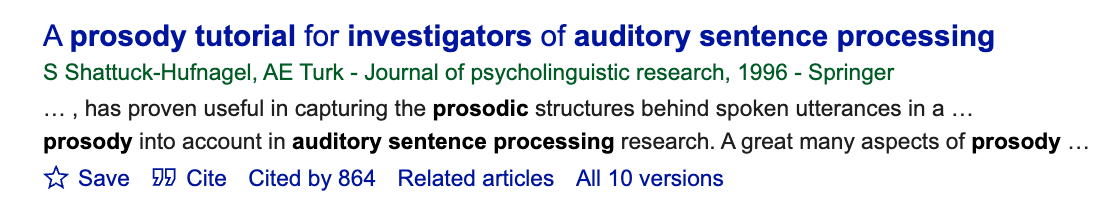 A prosody tutorial for investigators of auditory sentence processing
S Shattuck-Hufnagel, AE Turk - Journal of psycholinguistic research, 1996 - Springer
… , has proven useful in capturing the prosodic structures behind spoken utterances in a …
prosody into account in auditory sentence processing research. A great many aspects of prosody …
Save Cite Cited by 864 Related articles All 10 versions